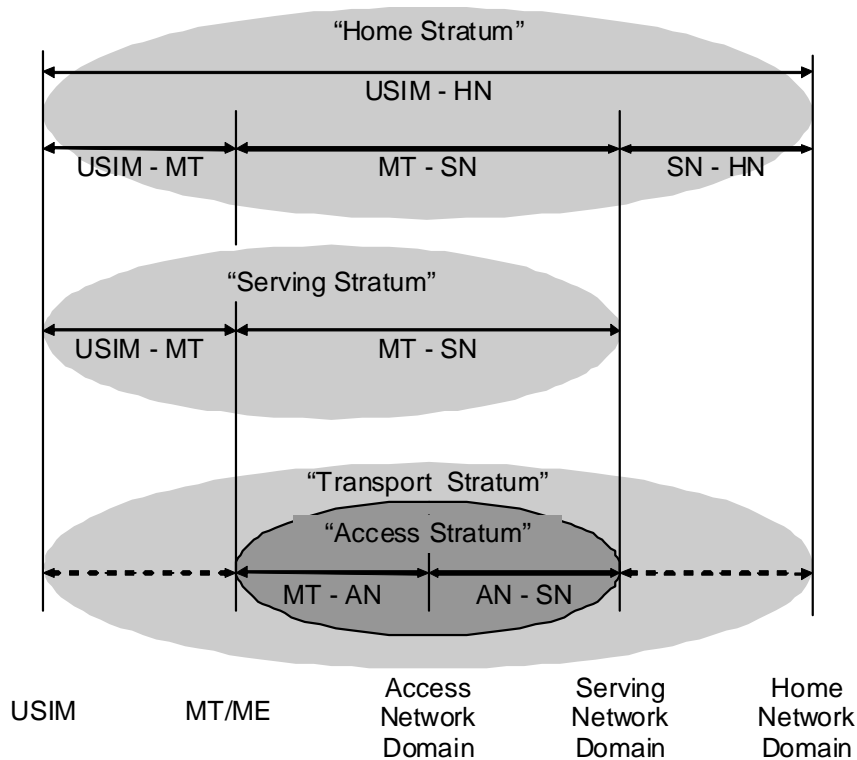 “Home Stratum”
USIM - HN
USIM - MT
MT - SN
SN - HN
“Serving Stratum”
USIM - MT
MT - SN
“Transport Stratum”
“Access Stratum”
MT - AN
AN - SN
USIM
MT/ME
Access
Network
Domain
Serving
Network
Domain
Home
Network
Domain